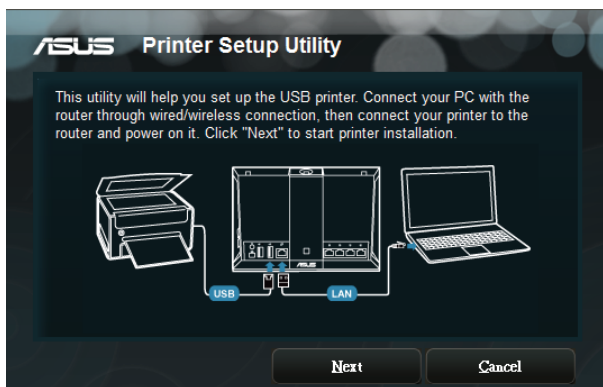 ASUS Printer Setup Utility
This utility will help you set up the USB printer. Connect your PC with the
router through wired/wireless connection, then connect your printer to the
router and power on it. Click "Next" to start printer installation.
ASUS
USB
LAN
Next Cancel